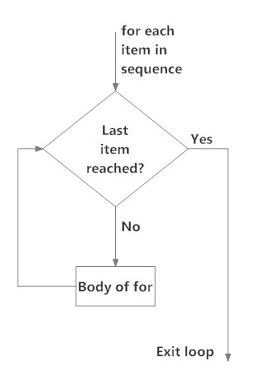 for each
item in
sequence
Last
item
reached?
Yes
No
Body of for
Exit loop